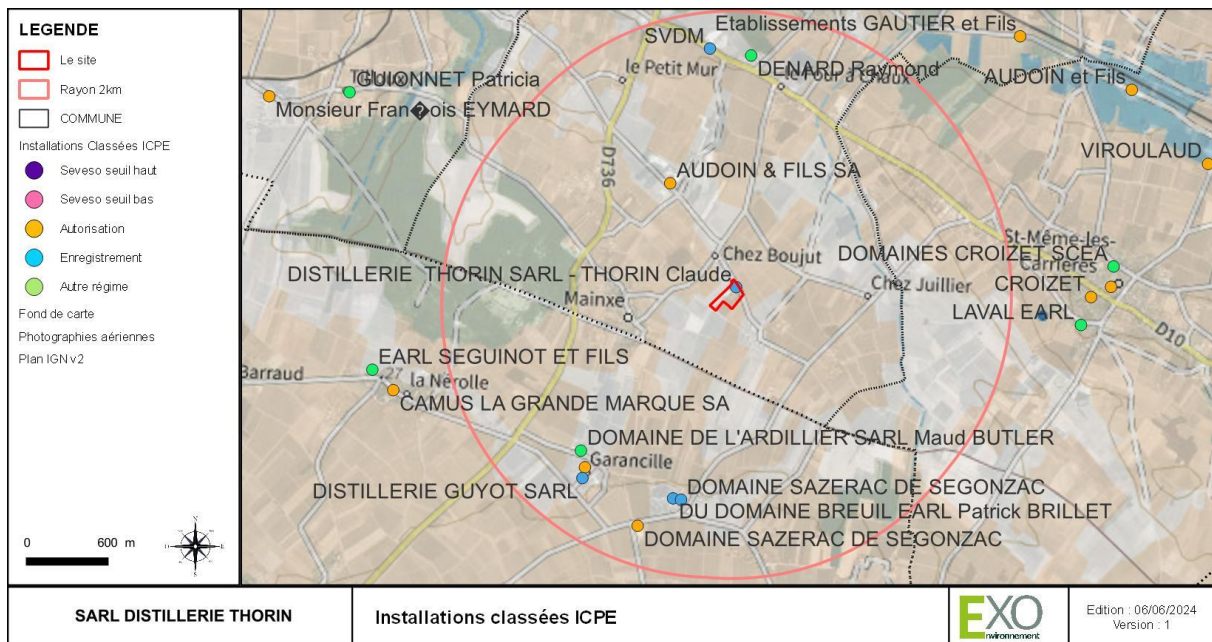 LEGENDE
Le site
Rayon 2km
COMMUNE
Installations Classées ICPE
Seveso seuil haut
Seveso seuil bas
Autorisation
Enregistrement
Autre régime
Fond de carte
Photographies aériennes
Plan IGN v2
0 600 m
Etablissements GAUTIER et Fils
SVDM
le Petit Mur
DENARD Raymond
le Four à Chaux
AUDOIN et Fils
GUIONNET Patricia
Monsieur Fran�ois EYMARD
D736
VIROULAUD
AUDOIN & FILS SA
St-Même-les-
Carrières
Chez Boujut
DOMAINES CROIZET SCEA
DISTILLERIE THORIN SARL - THORIN Claude
Chez Juillier
CROIZET
Mainxe
LAVAL EARL
D10
EARL SEGUINOT ET FILS
Barraud
27
la Nérolle
CAMUS LA GRANDE MARQUE SA
DOMAINE DE L'ARDILLIER SARL Maud BUTLER
Garancille
DISTILLERIE GUYOT SARL
DOMAINE SAZERAC DE SEGONZAC
DU DOMAINE BREUIL EARL Patrick BRILLET
DOMAINE SAZERAC DE SEGONZAC
SARL DISTILLERIE THORIN
Installations classées ICPE
EXO
Environnement
Edition : 06/06/2024
Version : 1